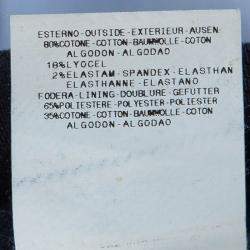 ESTERNO-OUTSIDE-EXTERIEUR-AUSEN
80%COTONE-COTTON-BAUMWOLLE-COTON
ALGODON-ALGODAO
18%LYOCEL
2%ELASTAM-SPANDEX-ELASTHAN
ELASTHANNE-ELASTANO
FODERA-LINING-DOUBLURE-GEFUTTER
65%POLIESTERE-POLYESTER-POLIESTER
35%COTONE-COTTON-BAUMWOLLE-COTON
ALGODON-ALGODAO